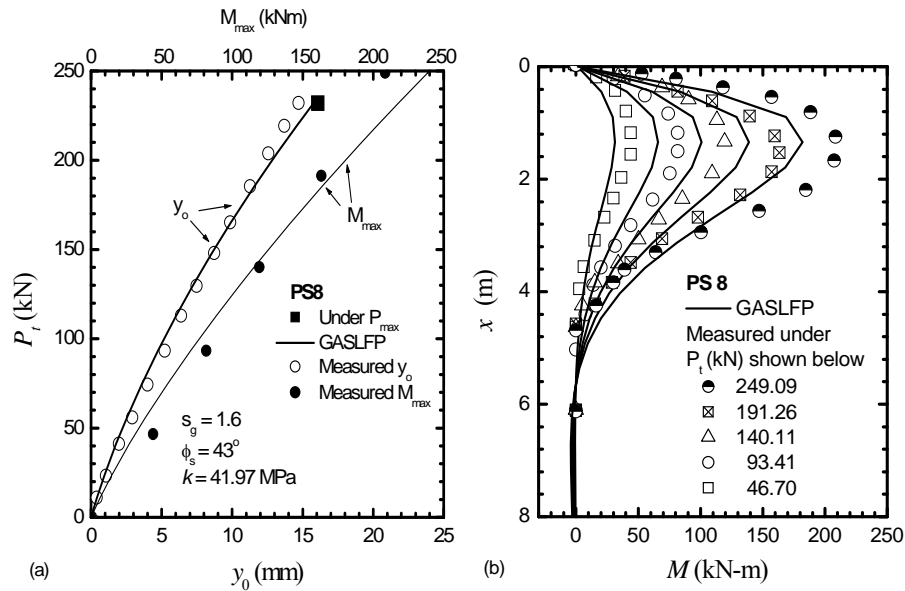 M_max (kNm)
0 50 100 150 200 250
250
200
150
100
50
0
P_t (kN)
y_o
M_max
PS8
Under P_max
GASLFP
Measured y_o
Measured M_max
s_g = 1.6
ϕ_s = 43°
k = 41.97 MPa
0 5 10 15 20 25
(a)
y_0 (mm)
0
2
4
6
8
x (m)
PS 8
GASLFP
Measured under
P_t (kN) shown below
249.09
191.26
140.11
93.41
46.70
0 50 100 150 200 250
(b)
M (kN-m)